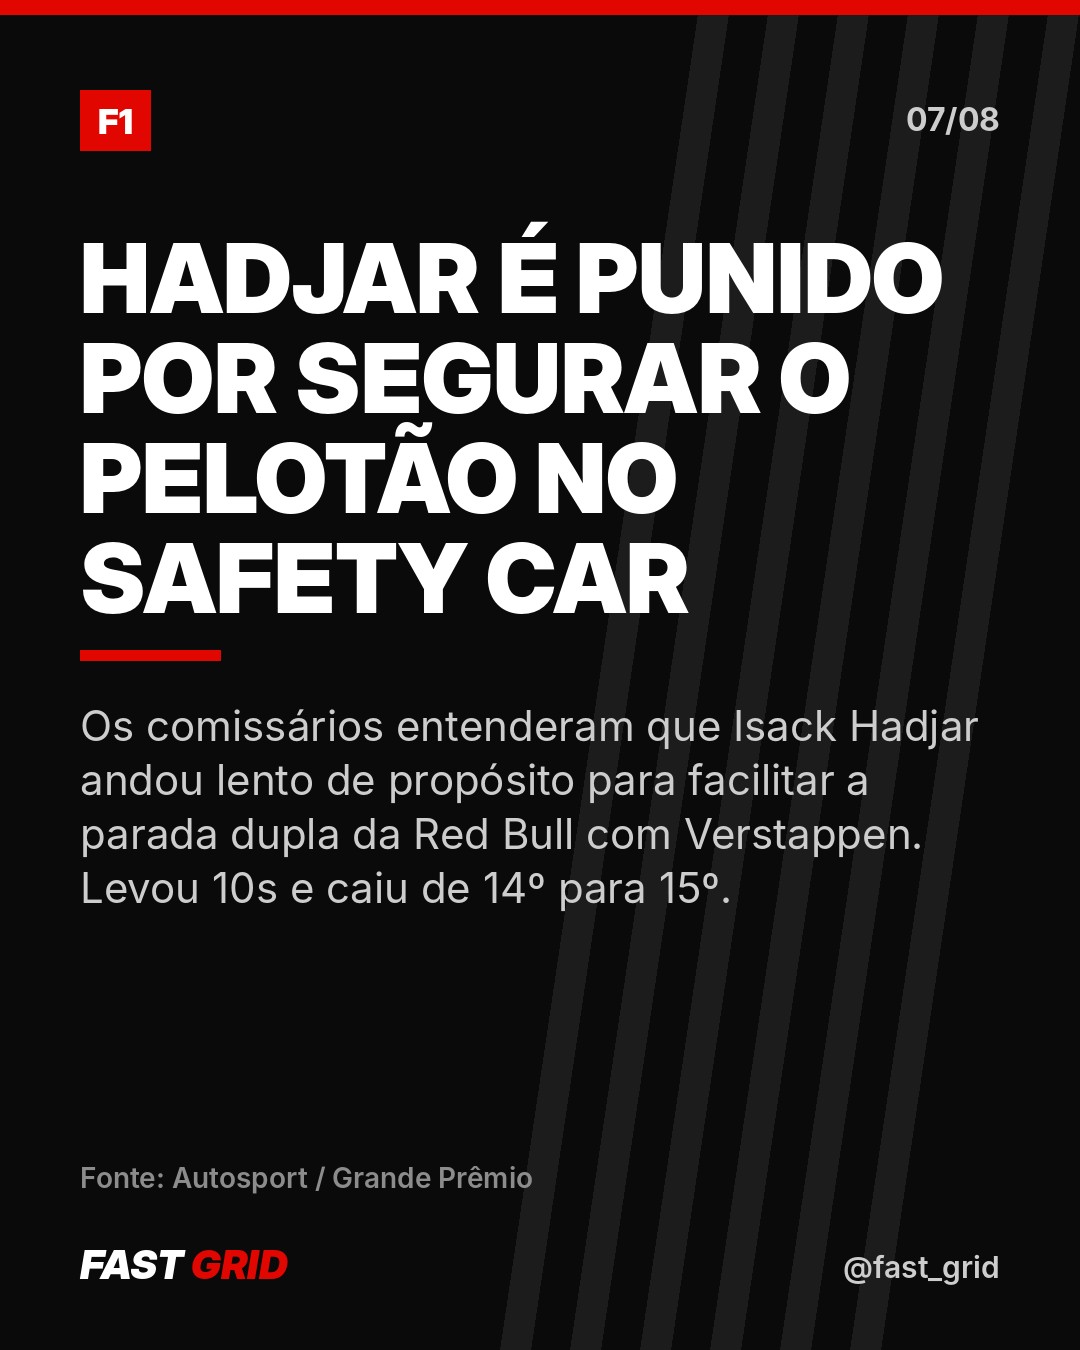 F1
07/08
HADJAR É PUNIDO
POR SEGURAR O
PELOTÃO NO
SAFETY CAR
Os comissários entenderam que Isack Hadjar
andou lento de propósito para facilitar a
parada dupla da Red Bull com Verstappen.
Levou 10s e caiu de 14º para 15º.
Fonte: Autosport / Grande Prêmio
FAST GRID
@fast_grid